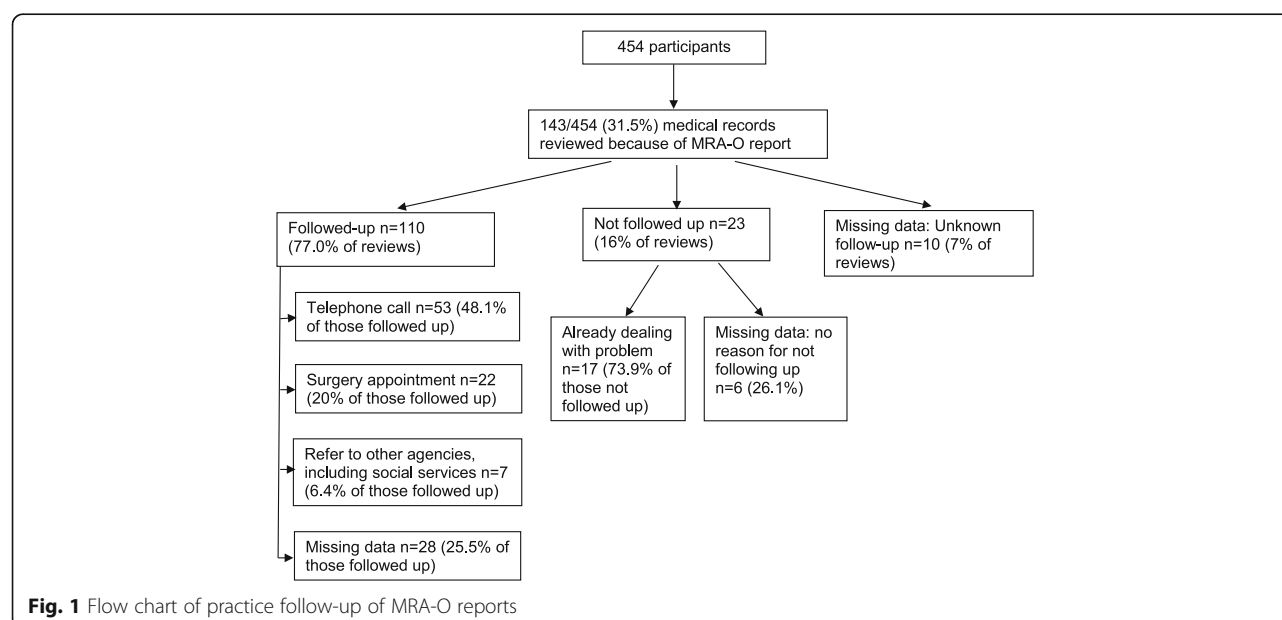 454 participants
143/454 (31.5%) medical records
reviewed because of MRA-O report
Followed-up n=110
(77.0% of reviews)
Not followed up n=23
(16% of reviews)
Missing data: Unknown
follow-up n=10 (7% of
reviews)
Telephone call n=53 (48.1%
of those followed up)
Surgery appointment n=22
(20% of those followed up)
Refer to other agencies,
including social services n=7
(6.4% of those followed up)
Missing data n=28 (25.5% of
those followed up)
Already dealing
with problem
n=17 (73.9% of
those not
followed up)
Missing data: no
reason for not
following up
n=6 (26.1%)
Fig. 1 Flow chart of practice follow-up of MRA-O reports